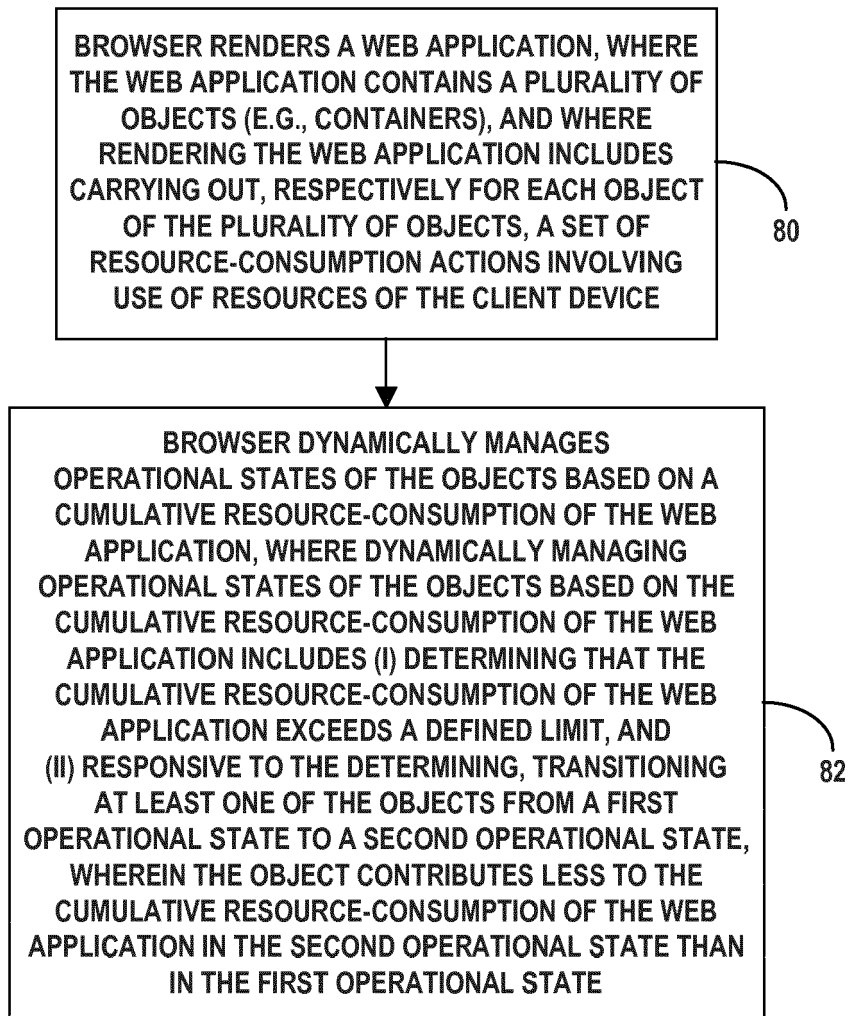 BROWSER RENDERS A WEB APPLICATION, WHERE
THE WEB APPLICATION CONTAINS A PLURALITY OF
OBJECTS (E.G., CONTAINERS), AND WHERE
RENDERING THE WEB APPLICATION INCLUDES
CARRYING OUT, RESPECTIVELY FOR EACH OBJECT
OF THE PLURALITY OF OBJECTS, A SET OF
RESOURCE-CONSUMPTION ACTIONS INVOLVING
USE OF RESOURCES OF THE CLIENT DEVICE
80
BROWSER DYNAMICALLY MANAGES
OPERATIONAL STATES OF THE OBJECTS BASED ON A
CUMULATIVE RESOURCE-CONSUMPTION OF THE WEB
APPLICATION, WHERE DYNAMICALLY MANAGING
OPERATIONAL STATES OF THE OBJECTS BASED ON THE
CUMULATIVE RESOURCE-CONSUMPTION OF THE WEB
APPLICATION INCLUDES (I) DETERMINING THAT THE
CUMULATIVE RESOURCE-CONSUMPTION OF THE WEB
APPLICATION EXCEEDS A DEFINED LIMIT, AND
(II) RESPONSIVE TO THE DETERMINING, TRANSITIONING
AT LEAST ONE OF THE OBJECTS FROM A FIRST
OPERATIONAL STATE TO A SECOND OPERATIONAL STATE,
WHEREIN THE OBJECT CONTRIBUTES LESS TO THE
CUMULATIVE RESOURCE-CONSUMPTION OF THE WEB
APPLICATION IN THE SECOND OPERATIONAL STATE THAN
IN THE FIRST OPERATIONAL STATE
82